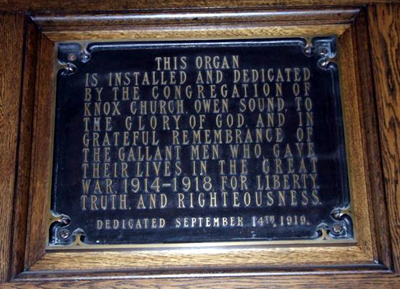 THIS ORGAN
IS INSTALLED AND DEDICATED
BY THE CONGREGATION OF
KNOX CHURCH, OWEN SOUND TO
THE GLORY OF GOD AND IN
GRATEFUL REMEMBRANCE OF
THE GALLANT MEN WHO GAVE
THEIR LIVES IN THE GREAT
WAR 1914-1918 FOR LIBERTY,
TRUTH, AND RIGHTEOUSNESS.
DEDICATED SEPTEMBER 14TH 1919.